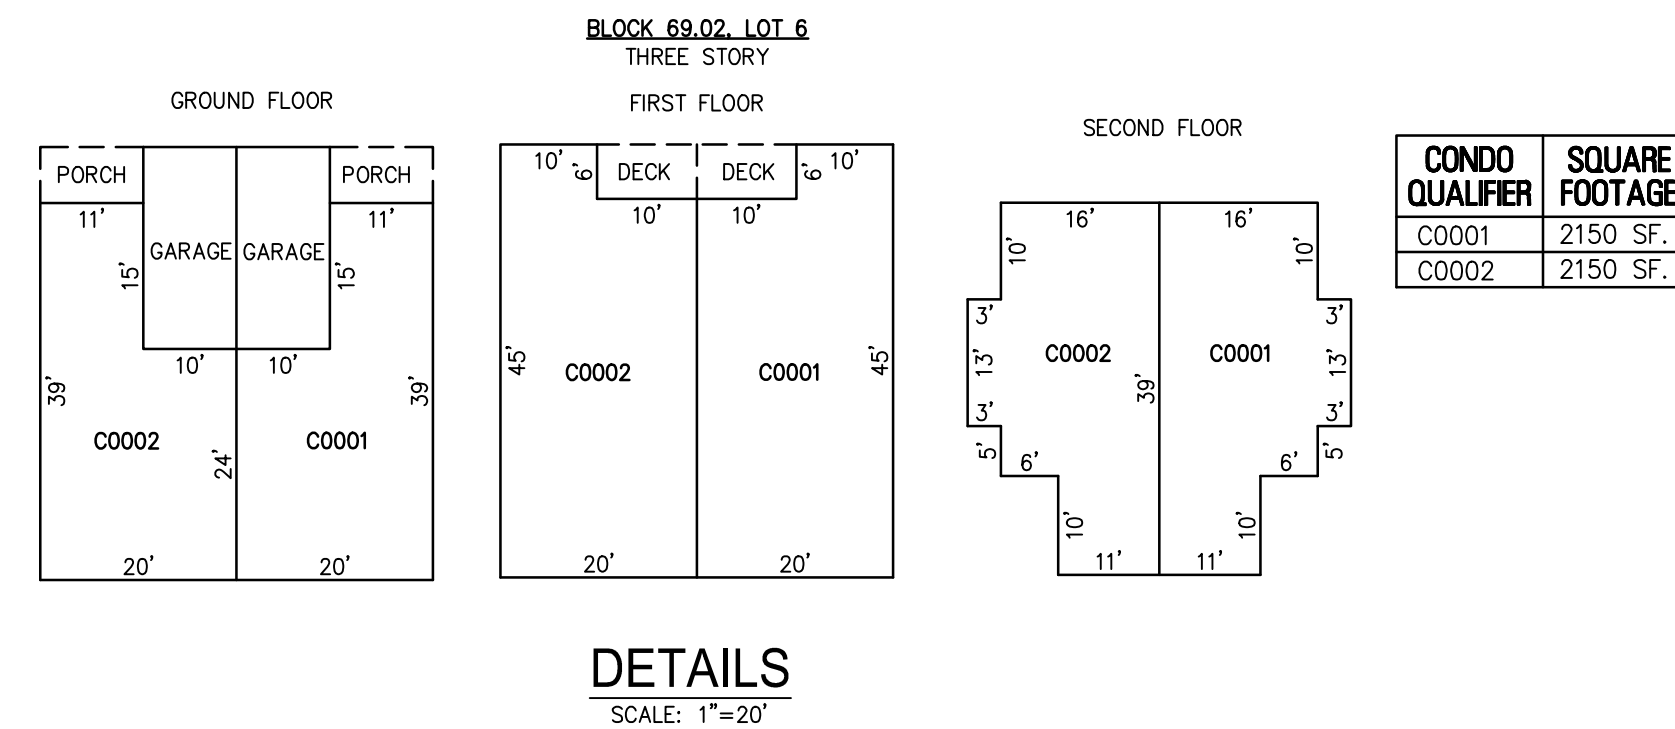 BLOCK 69.02, LOT 6
THREE STORY
GROUND FLOOR
PORCH
PORCH
11'
11'
GARAGE
GARAGE
15'
15'
10'
10'
39'
39'
C0002
C0001
24'
20'
20'
FIRST FLOOR
10'
6'
DECK
DECK
6'
10'
10'
10'
45'
45'
C0002
C0001
20'
20'
SECOND FLOOR
16'
16'
10'
10'
3'
3'
13'
13'
C0002
C0001
39'
3'
3'
5'
5'
6'
6'
10'
10'
11'
11'
CONDO QUALIFIER
SQUARE FOOTAGE
C0001 2150 SF.
C0002 2150 SF.
DETAILS
SCALE: 1"=20'